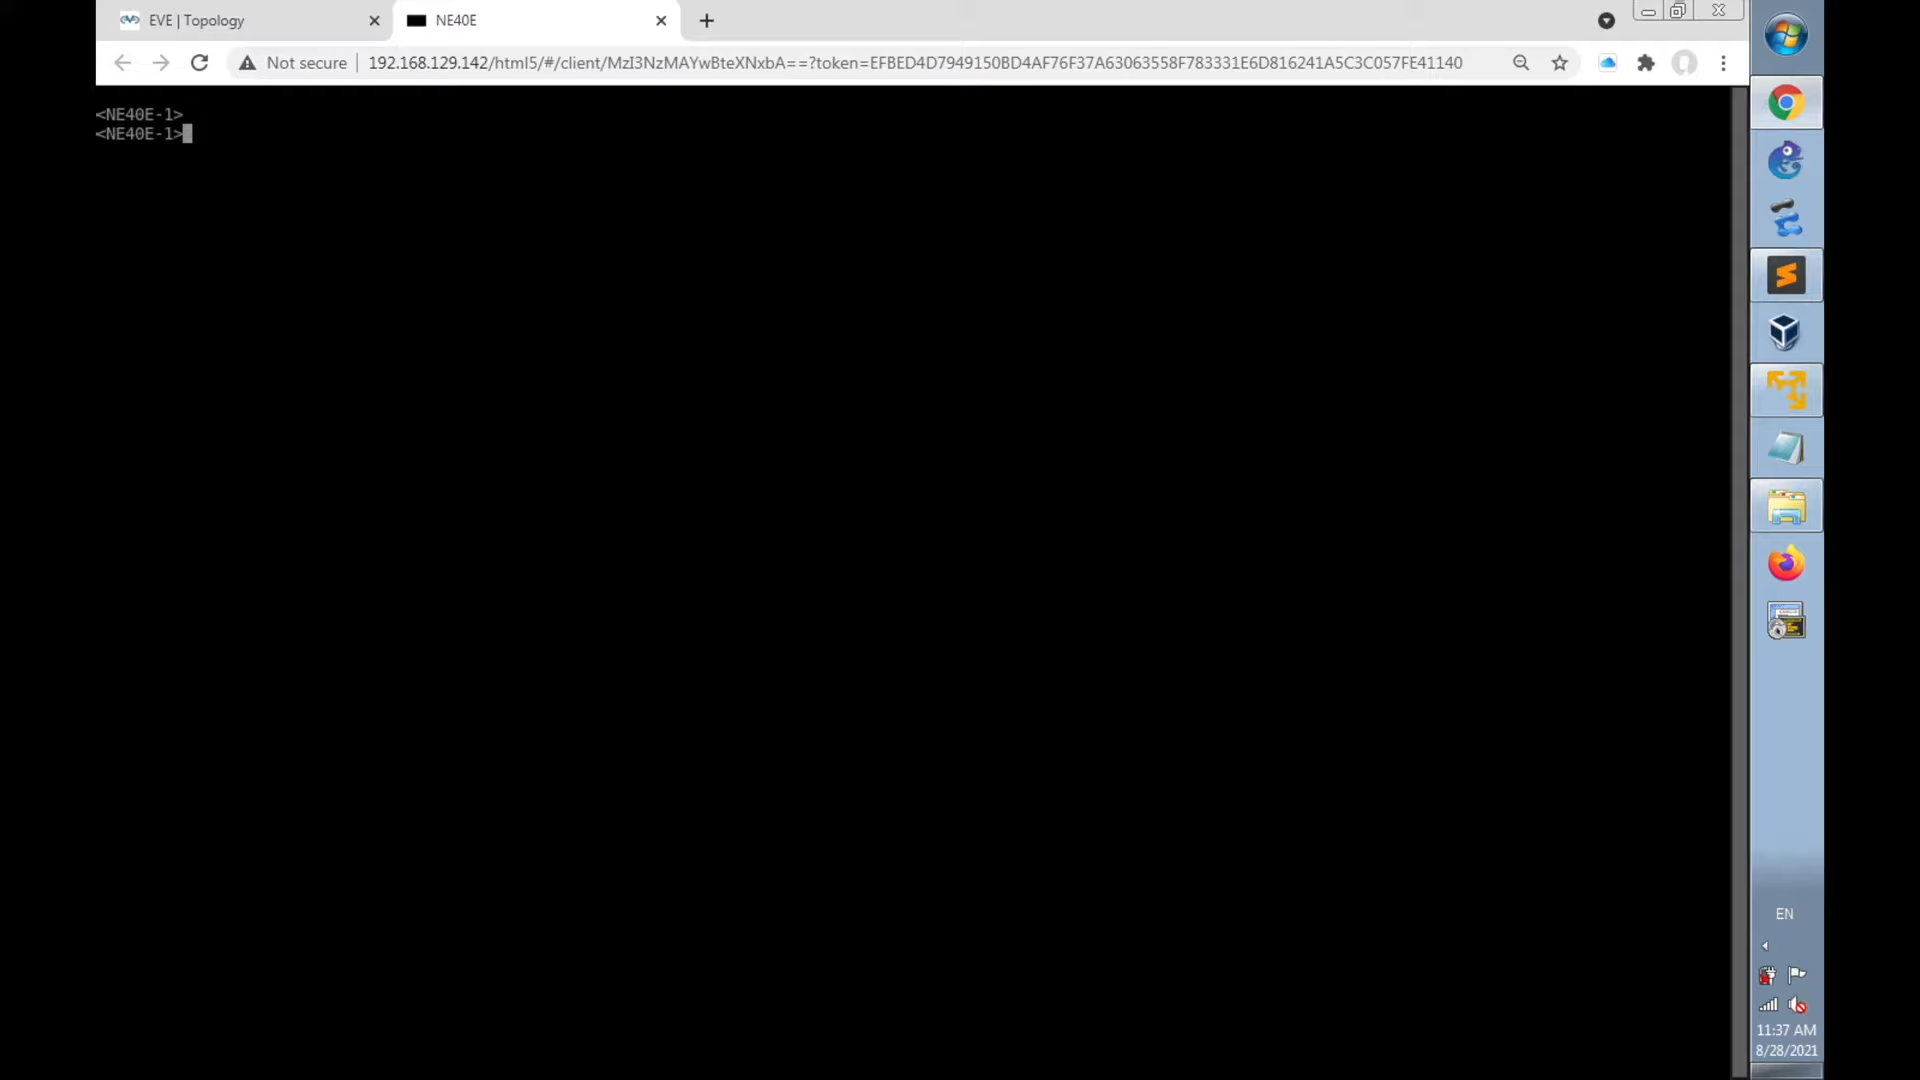 EVE | Topology
NE40E
Not secure
192.168.129.142/html5/#/client/MzI3NzMAYwBteXNxbA==?token=EFBED4D7949150BD4AF76F37A63063558F783331E6D816241A5C3C057FE41140
<NE40E-1>
<NE40E-1>
EN
11:37 AM
8/28/2021